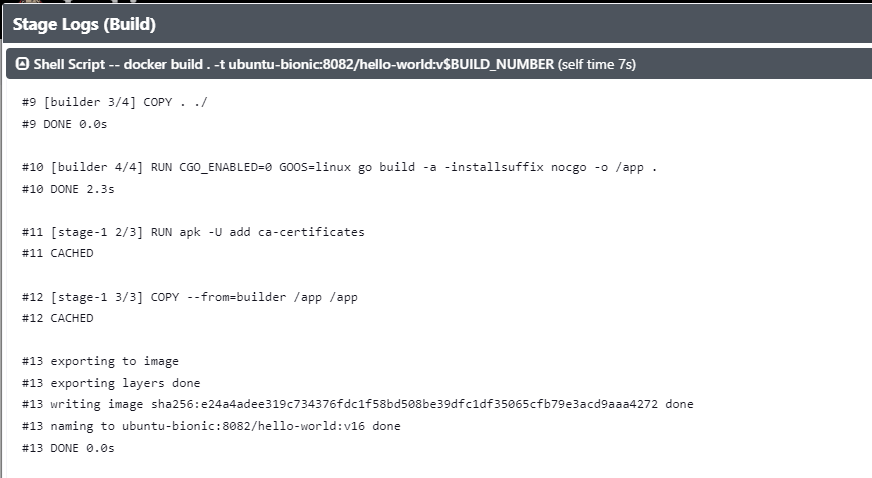 Stage Logs (Build)
Shell Script -- docker build . -t ubuntu-bionic:8082/hello-world:v$BUILD_NUMBER (self time 7s)
#9 [builder 3/4] COPY . ./
#9 DONE 0.0s
#10 [builder 4/4] RUN CGO_ENABLED=0 GOOS=linux go build -a -installsuffix nocgo -o /app .
#10 DONE 2.3s
#11 [stage-1 2/3] RUN apk -U add ca-certificates
#11 CACHED
#12 [stage-1 3/3] COPY --from=builder /app /app
#12 CACHED
#13 exporting to image
#13 exporting layers done
#13 writing image sha256:e24a4adee319c734376fdc1f58bd508be39dfc1df35065cfb79e3acd9aaa4272 done
#13 naming to ubuntu-bionic:8082/hello-world:v16 done
#13 DONE 0.0s